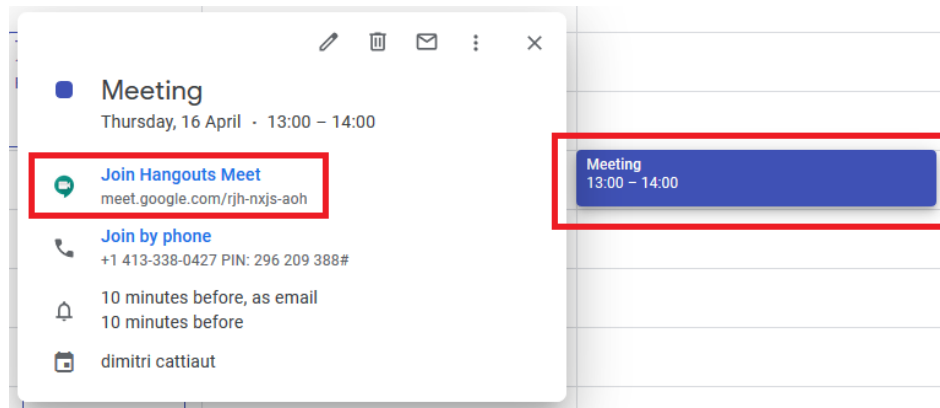 Meeting
Thursday, 16 April · 13:00 – 14:00
Join Hangouts Meet
meet.google.com/rjh-nxjs-aoh
Join by phone
+1 413-338-0427 PIN: 296 209 388#
10 minutes before, as email
10 minutes before
dimitri cattiaut
Meeting
13:00 – 14:00